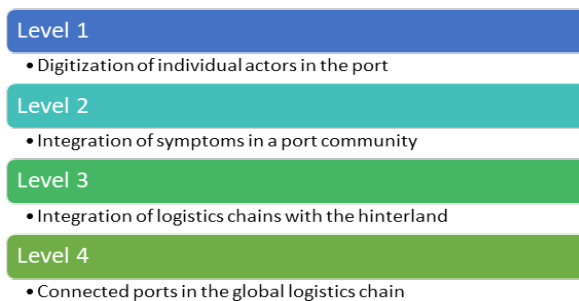 Level 1
• Digitization of individual actors in the port
Level 2
• Integration of symptoms in a port community
Level 3
• Integration of logistics chains with the hinterland
Level 4
• Connected ports in the global logistics chain